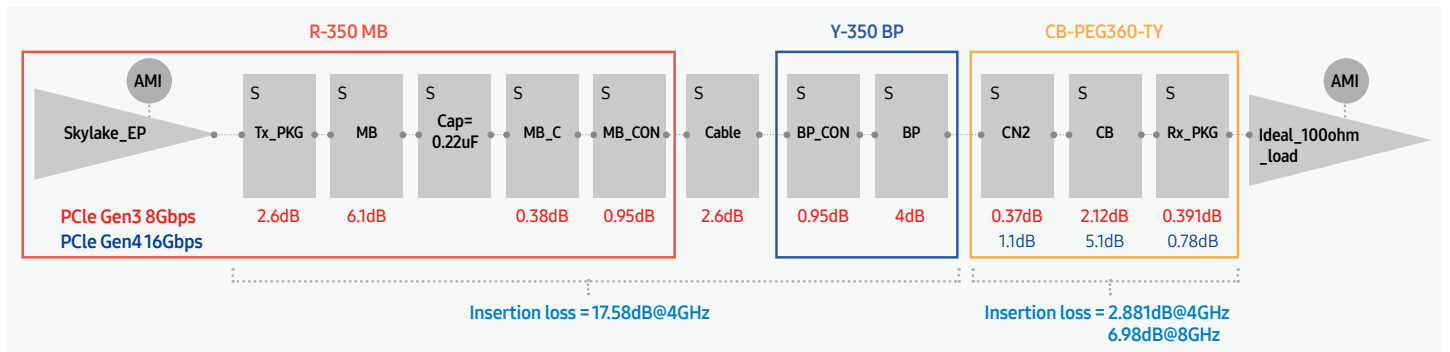 R-350 MB
Y-350 BP
CB-PEG360-TY
AMI
AMI
S
S
S
S
S
S
S
S
S
S
S
Skylake_EP
Tx_PKG
MB
Cap=
0.22uF
MB_C
MB_CON
Cable
BP_CON
BP
CN2
CB
Rx_PKG
Ideal_100ohm
_load
PCle Gen3 8Gbps
2.6dB
6.1dB
0.38dB
0.95dB
2.6dB
0.95dB
4dB
0.37dB
2.12dB
0.391dB
PCle Gen4 16Gbps
1.1dB
5.1dB
0.78dB
Insertion loss = 17.58dB@4GHz
Insertion loss = 2.881dB@4GHz
6.98dB@8GHz